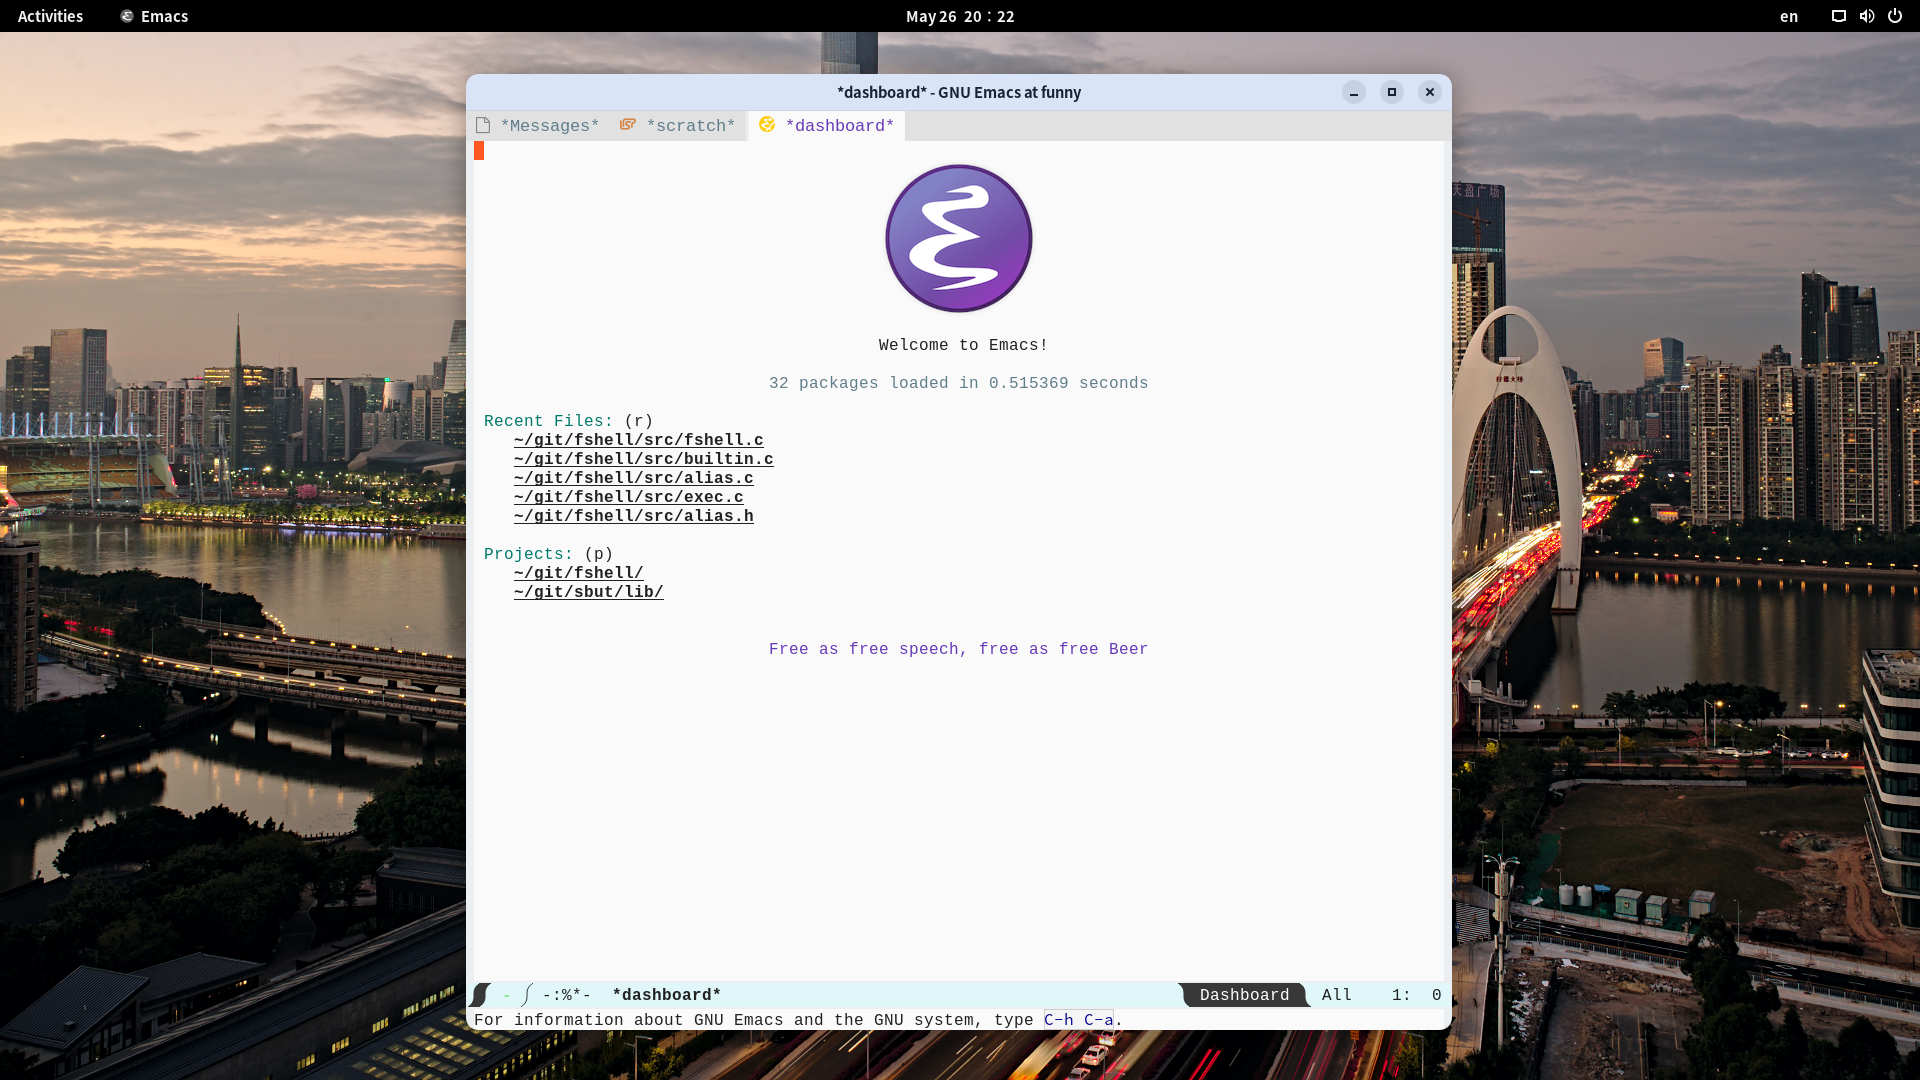 Activities Emacs May 26 20：22 en
*dashboard* - GNU Emacs at funny
*Messages* *scratch* *dashboard*
Welcome to Emacs!
32 packages loaded in 0.515369 seconds
Recent Files: (r)
~/git/fshell/src/fshell.c
~/git/fshell/src/builtin.c
~/git/fshell/src/alias.c
~/git/fshell/src/exec.c
~/git/fshell/src/alias.h
Projects: (p)
~/git/fshell/
~/git/sbut/lib/
Free as free speech, free as free Beer
- -:%*- *dashboard* Dashboard All 1: 0
For information about GNU Emacs and the GNU system, type C-h C-a.
天盈广场